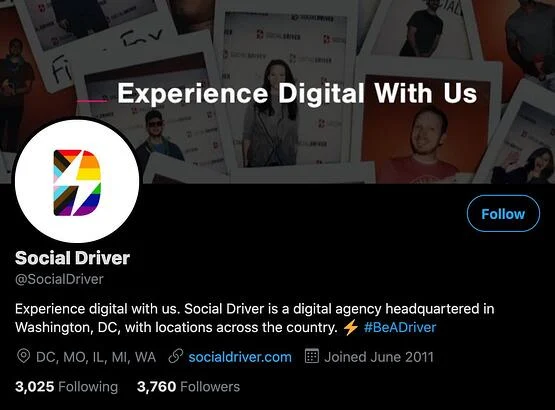 SOCIALDRIVER
Experience Digital With Us
Follow
Social Driver
@SocialDriver
Experience digital with us. Social Driver is a digital agency headquartered in
Washington, DC, with locations across the country. ⚡ #BeADriver
DC, MO, IL, MI, WA socialdriver.com Joined June 2011
3,025 Following 3,760 Followers